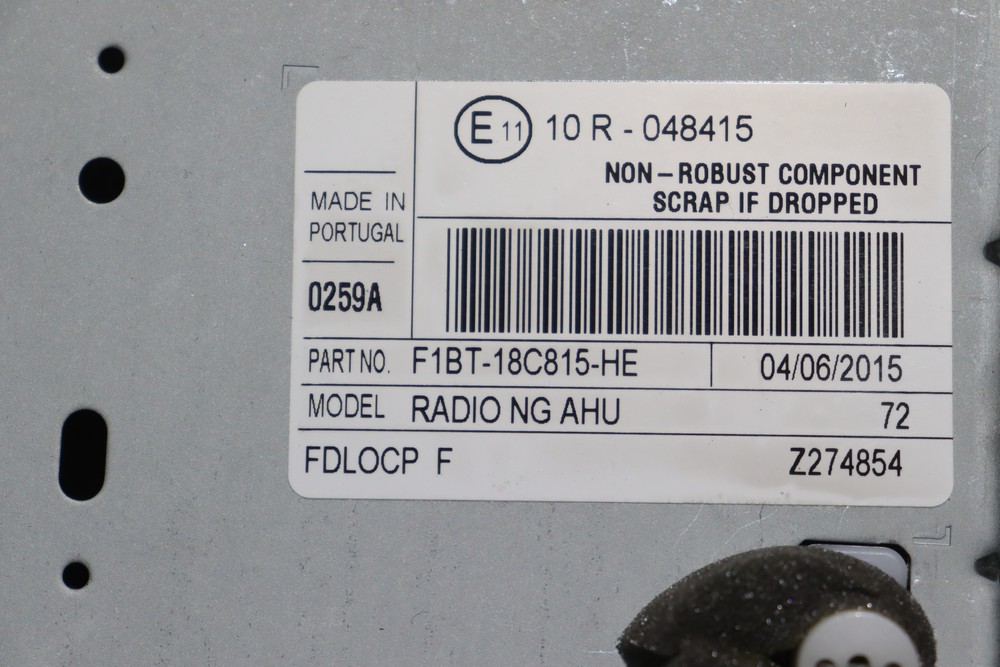 E 11 10 R - 048415
NON – ROBUST COMPONENT
SCRAP IF DROPPED
MADE IN
PORTUGAL
0259A
PART NO. F1BT-18C815-HE 04/06/2015
MODEL RADIO NG AHU 72
FDLOCP F Z274854